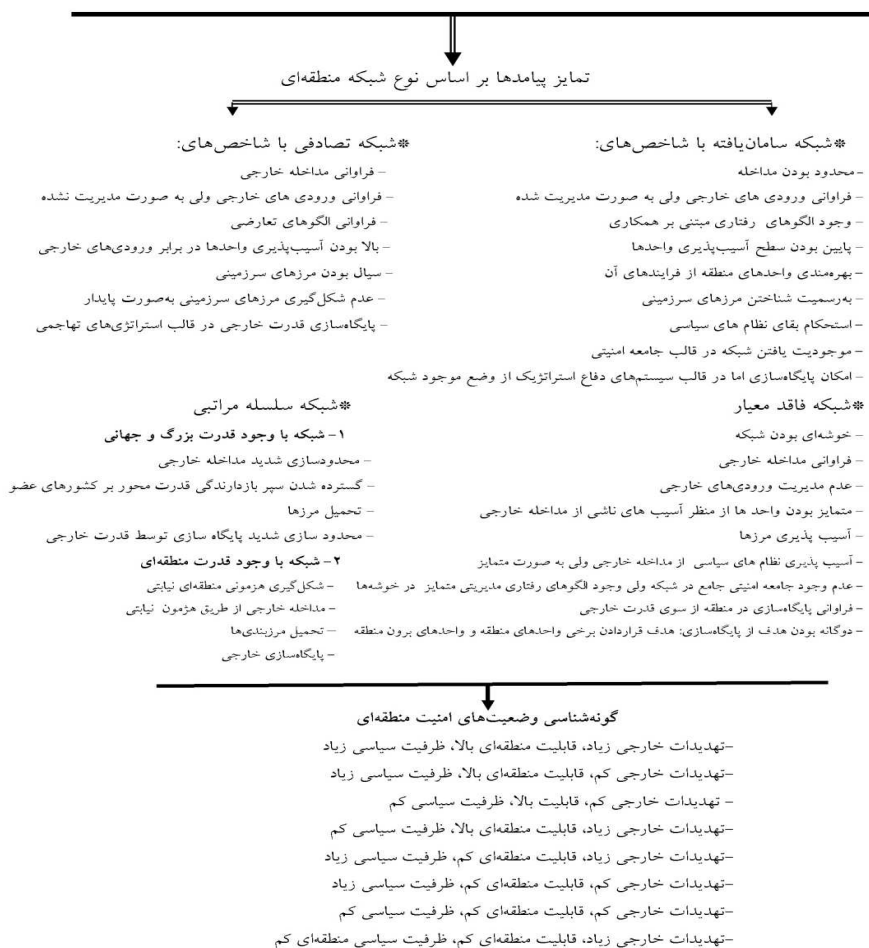 تمایز پیامدها بر اساس نوع شبکه منطقه‌ای
*شبکه سامان‌یافته با شاخص‌های:
-محدود بودن مداخله
- فراوانی ورودی های خارجی ولی به صورت مدیریت شده
- وجود الگوهای رفتاری مبتنی بر همکاری
- پایین بودن سطح آسیب‌پذیری واحدها
- بهره‌مندی واحدهای منطقه از فرایندهای آن
- به‌رسمیت شناختن مرزهای سرزمینی
- استحکام بقای نظام های سیاسی
- موجودیت یافتن شبکه در قالب جامعه امنیتی
- امکان پایگاه‌سازی اما در قالب سیستم‌های دفاع استراتژیک از وضع موجود شبکه
*شبکه تصادفی با شاخص‌های:
- فراوانی مداخله خارجی
- فراوانی ورودی های خارجی ولی به صورت مدیریت نشده
- فراوانی الگوهای تعارضی
- بالا بودن آسیب‌پذیری واحدها در برابر ورودی‌های خارجی
- سیال بودن مرزهای سرزمینی
- عدم شکل‌گیری مرزهای سرزمینی به‌صورت پایدار
- پایگاه‌سازی قدرت خارجی در قالب استراتژی‌های تهاجمی
*شبکه فاقد معیار
- خوشه‌ای بودن شبکه
- فراوانی مداخله خارجی
- عدم مدیریت ورودی‌های خارجی
- متمایز بودن واحد ها از منظر آسیب های ناشی از مداخله خارجی
- آسیب پذیری مرزها
- آسیب پذیری نظام های سیاسی از مداخله خارجی ولی به صورت متمایز
- عدم وجود جامعه امنیتی جامع در شبکه ولی وجود الگوهای رفتاری مدیریتی متمایز در خوشه‌ها
- فراوانی پایگاه‌سازی در منطقه از سوی قدرت خارجی
- دوگانه بودن هدف از پایگاه‌سازی: هدف قراردادن برخی واحدهای منطقه و واحدهای برون منطقه
*شبکه سلسله مراتبی
۱- شبکه با وجود قدرت بزرگ و جهانی
- محدودسازی شدید مداخله خارجی
- گسترده شدن سپر بازدارندگی قدرت محور بر کشورهای عضو
- تحمیل مرزها
- محدود سازی شدید پایگاه سازی توسط قدرت خارجی
۲- شبکه با وجود قدرت منطقه‌ای
- شکل‌گیری هزمونی منطقه‌ای نیابتی
- مداخله خارجی از طریق هژمون نیابتی
- تحمیل مرزبندی‌ها
- پایگاه‌سازی خارجی
گونه‌شناسی وضعیت‌های امنیت منطقه‌ای
-تهدیدات خارجی زیاد، قابلیت منطقه‌ای بالا، ظرفیت سیاسی زیاد
-تهدیدات خارجی کم، قابلیت منطقه‌ای بالا، ظرفیت سیاسی زیاد
- تهدیدات خارجی کم، قابلیت بالا، ظرفیت سیاسی کم
-تهدیدات خارجی زیاد، قابلیت منطقه‌ای بالا، ظرفیت سیاسی کم
-تهدیدات خارجی زیاد، قابلیت منطقه‌ای کم، ظرفیت سیاسی زیاد
-تهدیدات خارجی کم، قابلیت منطقه‌ای کم، ظرفیت سیاسی زیاد
-تهدیدات خارجی کم، قابلیت منطقه‌ای کم، ظرفیت سیاسی کم
-تهدیدات خارجی زیاد، قابلیت منطقه‌ای کم، ظرفیت سیاسی منطقه‌ای کم